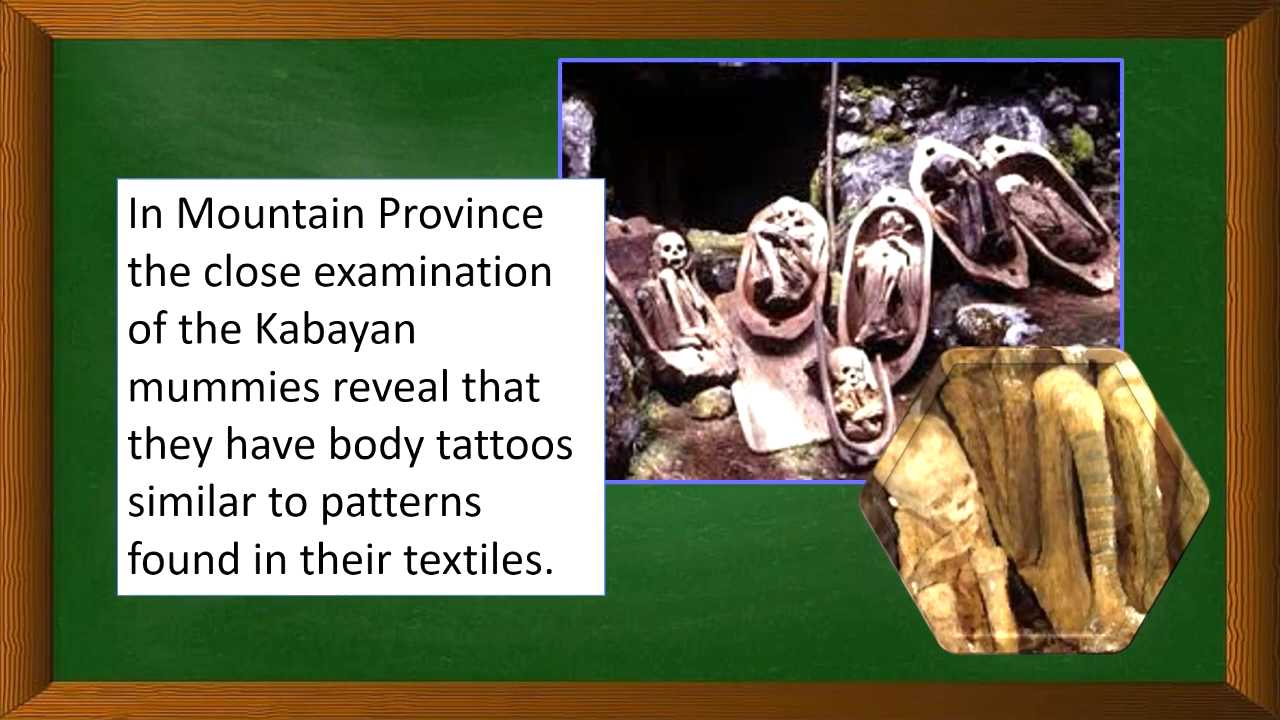 In Mountain Province
the close examination
of the Kabayan
mummies reveal that
they have body tattoos
similar to patterns
found in their textiles.